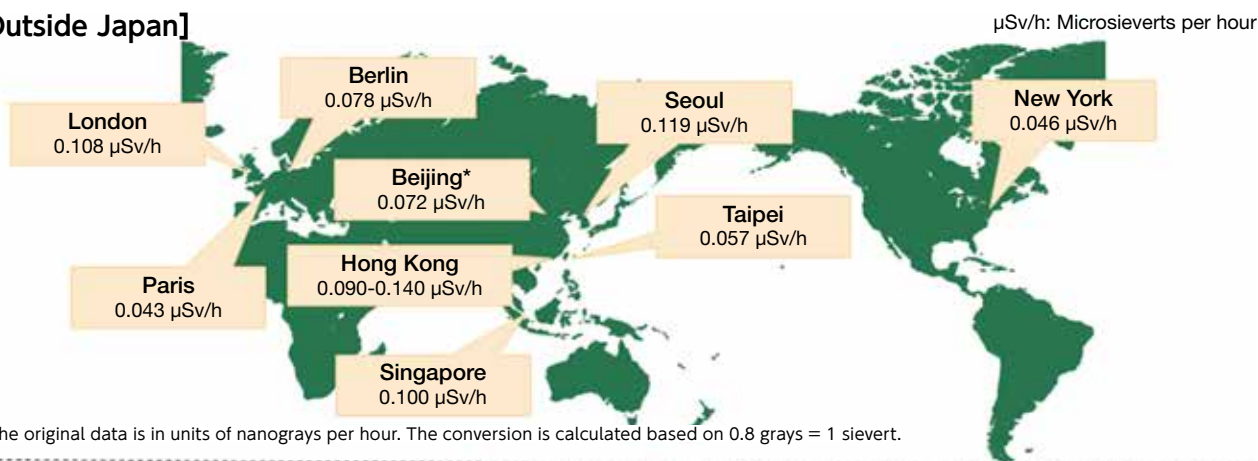 Outside Japan]
µSv/h: Microsieverts per hour
Berlin
0.078 µSv/h
London
0.108 µSv/h
Seoul
0.119 µSv/h
New York
0.046 µSv/h
Beijing*
0.072 µSv/h
Taipei
0.057 µSv/h
Hong Kong
0.090-0.140 µSv/h
Paris
0.043 µSv/h
Singapore
0.100 µSv/h
he original data is in units of nanograys per hour. The conversion is calculated based on 0.8 grays = 1 sievert.